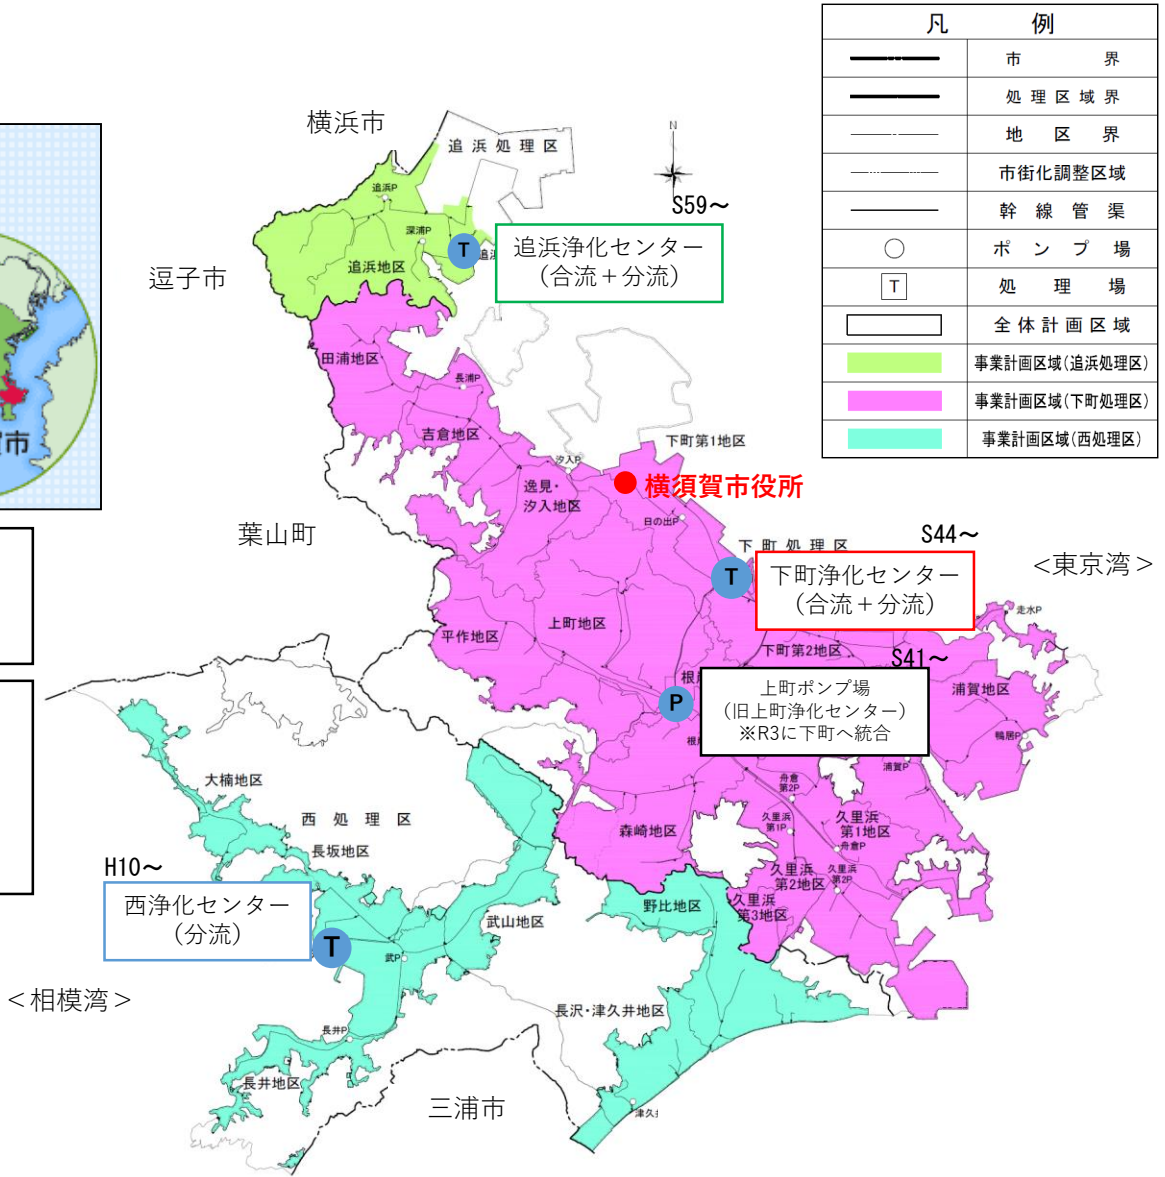 凡 例
市 界
処 理 区 域 界
地 区 界
市街化調整区域
幹 線 管 渠
ポ ン プ 場
T
処 理 場
全 体 計 画 区 域
事業計画区域(追浜処理区)
事業計画区域(下町処理区)
事業計画区域(西処理区)
横浜市
追 浜 処 理 区
N
追浜P
S59～
深浦P
T
追浜浄化センター
（合流＋分流）
追浜地区
逗子市
市
田浦地区
長浦P
吉倉地区
下町第1地区
汐入P
逸見・
汐入地区
横須賀市役所
日の出P
葉山町
下 町 処 理 区
S44～
＜東京湾＞
T
下町浄化センター
（合流＋分流）
走水P
上町地区
平作地区
下町第2地区
S41～
浦賀地区
P
上町ポンプ場
（旧上町浄化センター）
※R3に下町へ統合
鴨居P
浦賀P
大楠地区
舟倉
第2P
西 処 理 区
久里浜
第1P
久里浜
第1地区
森崎地区
舟倉P
長坂地区
久里浜
第2地区
久里浜
第2P
H10～
西浄化センター
（分流）
T
野比地区
久里浜
第3地区
武山地区
武P
＜相模湾＞
長沢・津久井地区
長井P
長井地区
三浦市
津久